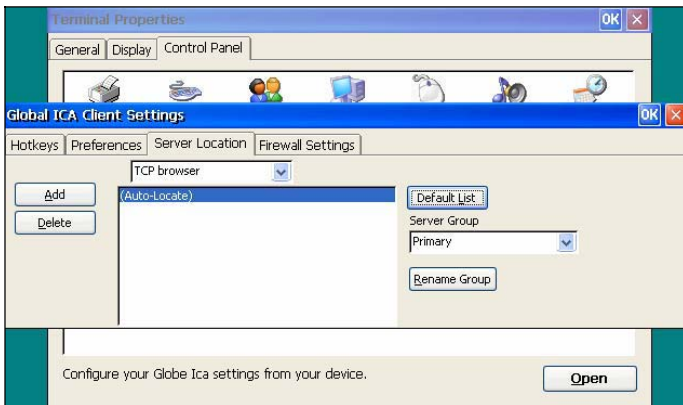 Terminal Properties
OK
General Display Control Panel
Global ICA Client Settings
OK
Hotkeys Preferences Server Location Firewall Settings
TCP browser
Add
(Auto-Locate)
Default List
Delete
Server Group
Primary
Rename Group
Configure your Globe Ica settings from your device.
Open